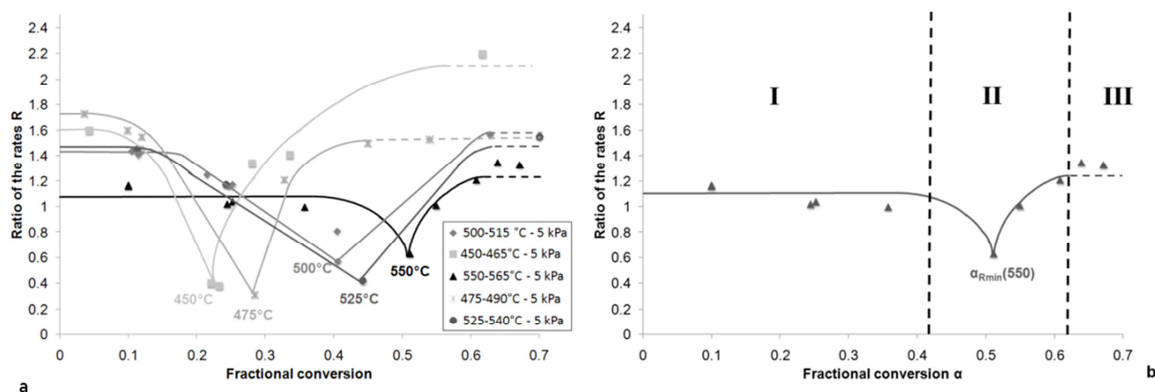 2.4
2.2
2
1.8
1.6
1.4
1.2
1
0.8
0.6
0.4
0.2
0
Ratio of the rates R
0 0.1 0.2 0.3 0.4 0.5 0.6 0.7
Fractional conversion
450°C
475°C
500°C
525°C
550°C
500-515 °C - 5 kPa
450-465°C - 5 kPa
550-565°C - 5 kPa
475-490°C - 5 kPa
525-540°C - 5 kPa
a
2.4
2.2
2
1.8
1.6
1.4
1.2
1
0.8
0.6
0.4
0.2
0
Ratio of the rates R
I II III
αRmin(550)
0 0.1 0.2 0.3 0.4 0.5 0.6 0.7
Fractional conversion α
b